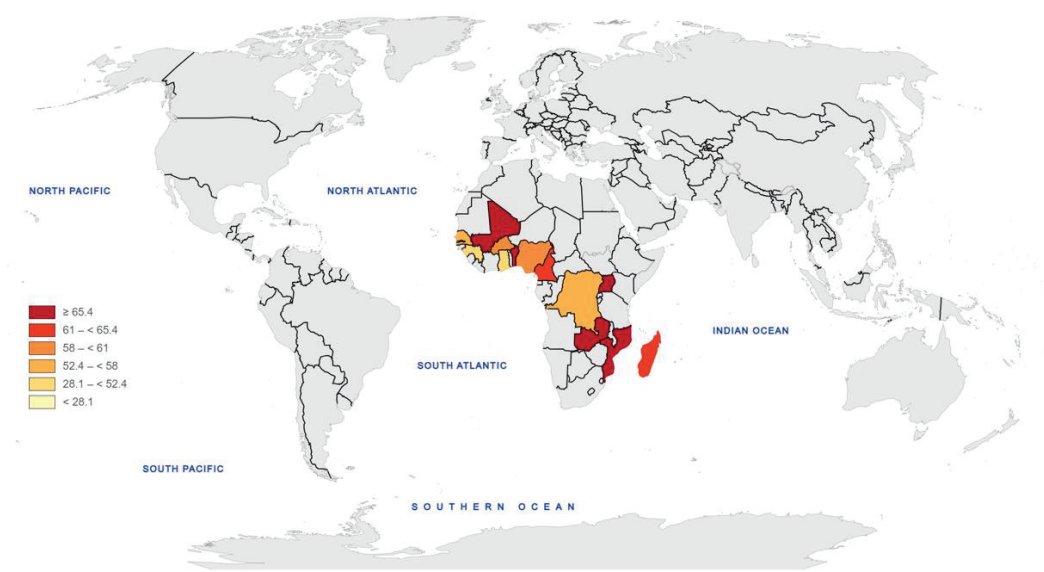 NORTH PACIFIC
NORTH ATLANTIC
≥ 65.4
61 – < 65.4
58 – < 61
52.4 – < 58
28.1 – < 52.4
< 28.1
INDIAN OCEAN
SOUTH ATLANTIC
SOUTH PACIFIC
SOUTHERN OCEAN